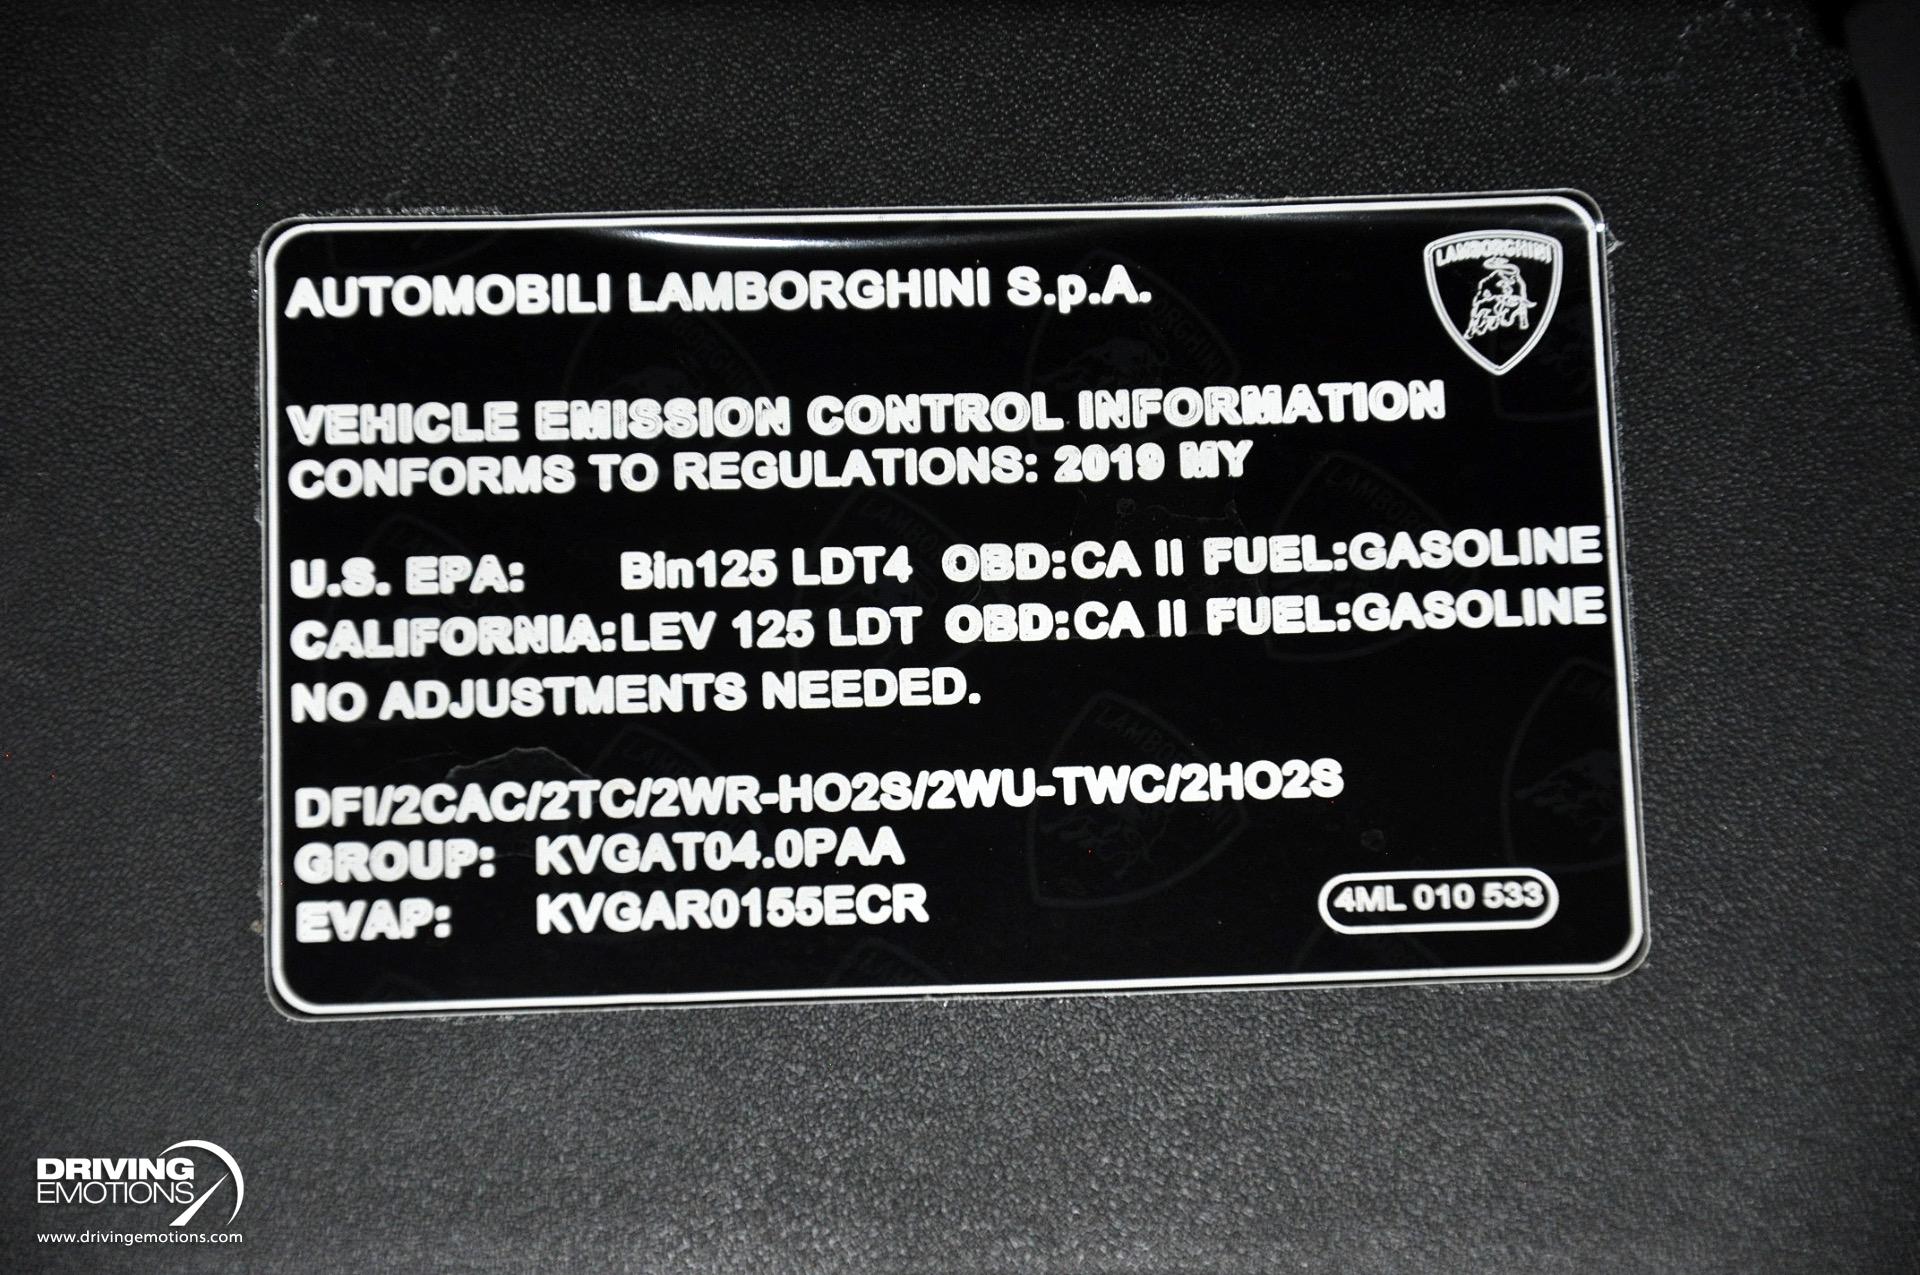 AUTOMOBILI LAMBORGHINI S.p.A.
LAMBORGHINI
VEHICLE EMISSION CONTROL INFORMATION
CONFORMS TO REGULATIONS: 2019 MY
U.S. EPA: Bin125 LDT4 OBD:CA II FUEL:GASOLINE
CALIFORNIA:LEV 125 LDT OBD:CA II FUEL:GASOLINE
NO ADJUSTMENTS NEEDED.
DFI/2CAC/2TC/2WR-HO2S/2WU-TWC/2HO2S
GROUP: KVGAT04.0PAA
EVAP: KVGAR0155ECR
4ML 010 533
DRIVING
EMOTIONS
www.drivingemotions.com